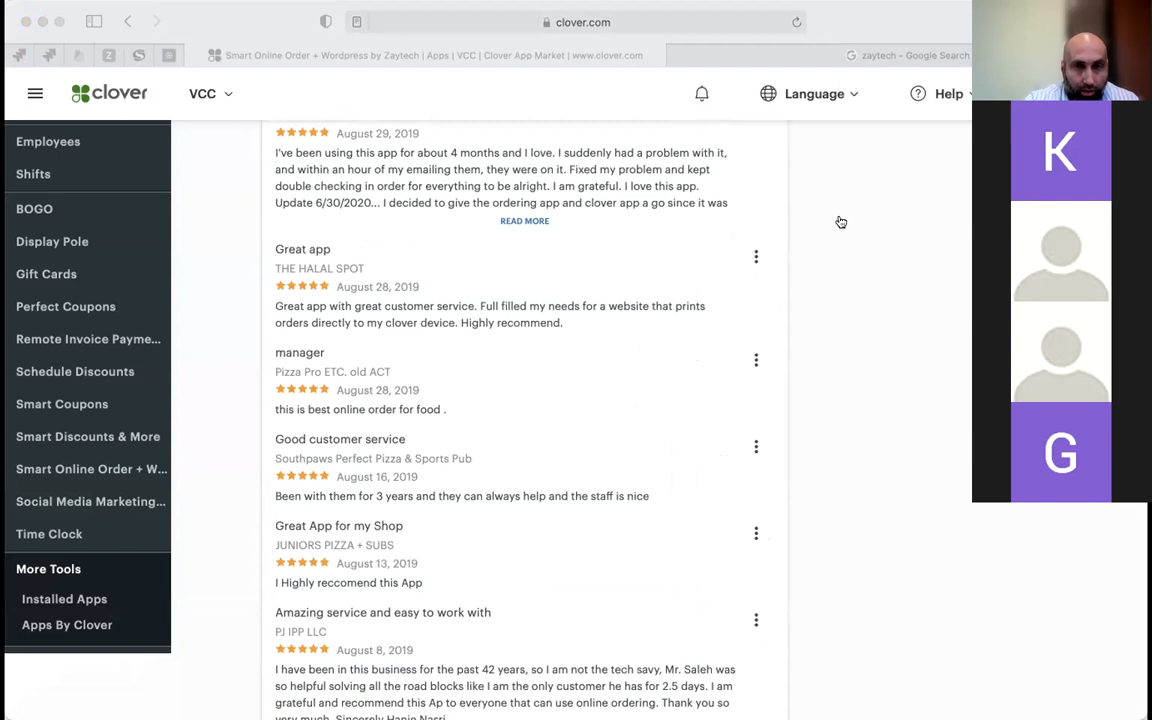 clover.com
Smart Online Order + Wordpress by Zaytech | Apps | VCC | Clover App Market | www.clover.com
zaytech - Google Search
clover
VCC
Language
Help
Employees
Shifts
BOGO
Display Pole
Gift Cards
Perfect Coupons
Remote Invoice Payme...
Schedule Discounts
Smart Coupons
Smart Discounts & More
Smart Online Order + W...
Social Media Marketing...
Time Clock
More Tools
Installed Apps
Apps By Clover
August 29, 2019
I've been using this app for about 4 months and I love. I suddenly had a problem with it,
and within an hour of my emailing them, they were on it. Fixed my problem and kept
double checking in order for everything to be alright. I am grateful. I love this app.
Update 6/30/2020... I decided to give the ordering app and clover app a go since it was
READ MORE
Great app
THE HALAL SPOT
August 28, 2019
Great app with great customer service. Full filled my needs for a website that prints
orders directly to my clover device. Highly recommend.
manager
Pizza Pro ETC. old ACT
August 28, 2019
this is best online order for food .
Good customer service
Southpaws Perfect Pizza & Sports Pub
August 16, 2019
Been with them for 3 years and they can always help and the staff is nice
Great App for my Shop
JUNIORS PIZZA + SUBS
August 13, 2019
I Highly reccomend this App
Amazing service and easy to work with
PJ IPP LLC
August 8, 2019
I have been in this business for the past 42 years, so I am not the tech savy, Mr. Saleh was
so helpful solving all the road blocks like I am the only customer he has for 2.5 days. I am
grateful and recommend this Ap to everyone that can use online ordering. Thank you so
very much. Sincerely Hanie Nasri
K
G